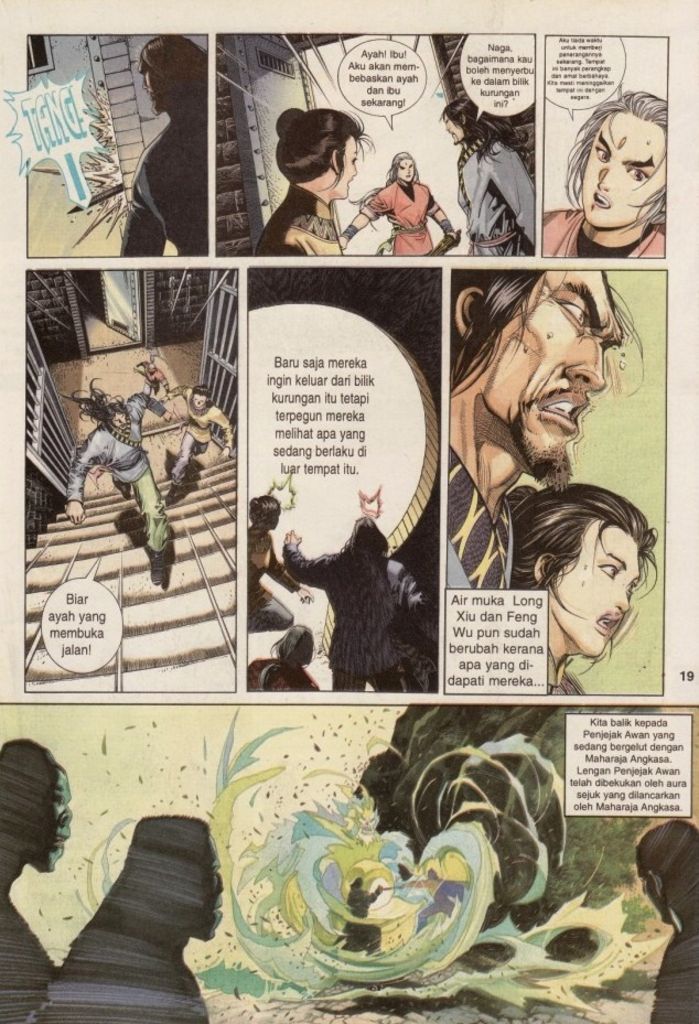 TANG!
Ayah! Ibu!
Aku akan mem-
bebaskan ayah
dan ibu
sekarang!
Naga,
bagaimana kau
boleh menyerbu
ke dalam bilik
kurungan
ini?
Aku tiada waktu
untuk memberi
penerangannya
sekarang. Tempat
ini banyak perangkap
dan amat berbahaya.
Kita mesti
meninggalkan
tempat ini dengan
segera.
Biar
ayah yang
membuka
jalan!
Baru saja mereka
ingin keluar dari bilik
kurungan itu tetapi
terpegun mereka
melihat apa yang
sedang berlaku di
luar tempat itu.
Air muka Long
Xiu dan Feng
Wu pun sudah
berubah kerana
apa yang di-
dapati mereka...
19
Kita balik kepada
Penjejak Awan yang
sedang bergelut dengan
Maharaja Angkasa.
Lengan Penjejak Awan
telah dibekukan oleh aura
sejuk yang dilancarkan
oleh Maharaja Angkasa.